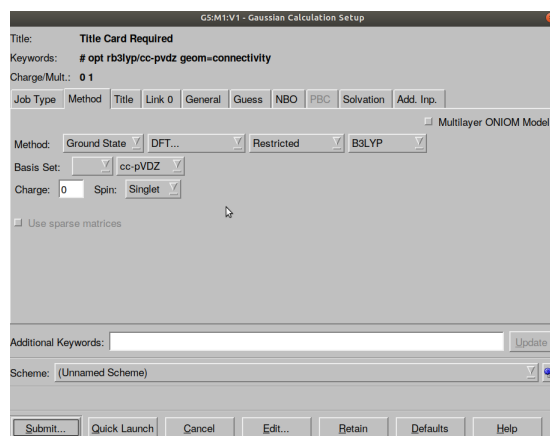 G5:M1:V1 - Gaussian Calculation Setup
Title: Title Card Required
Keywords: # opt rb3lyp/cc-pvdz geom=connectivity
Charge/Mult.: 0 1
Job Type Method Title Link 0 General Guess NBO PBC Solvation Add. Inp.
Multilayer ONIOM Model
Method: Ground State DFT... Restricted B3LYP
Basis Set: cc-pVDZ
Charge: 0 Spin: Singlet
Use sparse matrices
Additional Keywords: Update
Scheme: (Unnamed Scheme)
Submit... Quick Launch Cancel Edit... Retain Defaults Help